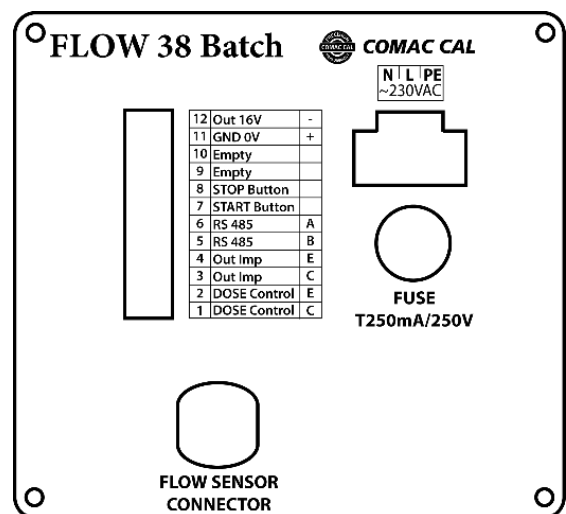 FLOW 38 Batch
COMAC CAL
N L PE
~230VAC
12 Out 16V -
11 GND 0V +
10 Empty
9 Empty
8 STOP Button
7 START Button
6 RS 485 A
5 RS 485 B
4 Out Imp E
3 Out Imp C
2 DOSE Control E
1 DOSE Control C
FUSE
T250mA/250V
FLOW SENSOR
CONNECTOR